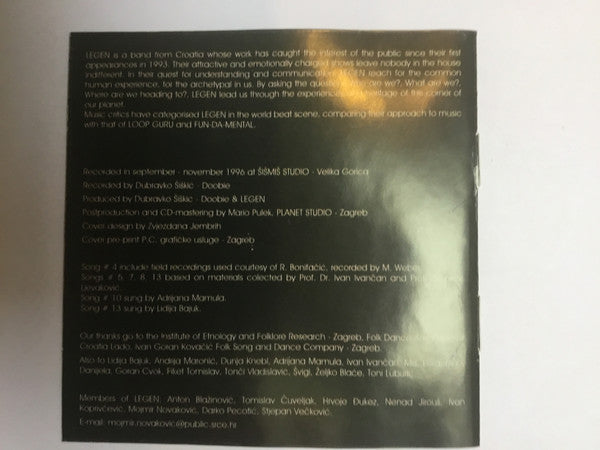 LEGEN is a band from Croatia whose work has caught the interest of the public since their first
appearances in 1993. Their attractive and emotionally charged shows leave nobody in the house
indifferent. In their quest for understanding and communication LEGEN reach for the common
human experience, for the archetypal in us. By asking the who are we?, What are we?,
Where are we heading to?, LEGEN lead us through the experiences heritage of this corner of
our planet.
Music critics have categorised LEGEN in the world beat scene, comparing their approach to music
with that of LOOP GURU and FUN-DA-MENTAL.
Recorded in september - november 1996 at ŠIŠMIŠ STUDIO - Velika Gorica
Recorded by Dubravko Šiškic - Doobie
Produced by Dubravko Šiškic - Doobie & LEGEN
Postproduction and CD-mastering by Mario Pulek, PLANET STUDIO - Zagreb
Cover design by Zvjezdana Jembrih
Cover pre-print P.C. grafičke usluge - Zagreb
Song # 4 include field recordings used courtesy of R. Bonifačić, recorded by M. Weber
Songs # 6, 7, 8, 13 based on materials collected by Prof. Dr. Ivan Ivančan and
Ljevaković.
Song # 10 sung by Adrijana Mamula.
Song # 13 sung by Lidija Bajuk.
Our thanks go to the Institute of Etnology and Folklore Research - Zagreb, Folk Dance
Croatia Lado, Ivan Goran Kovačić Folk Song and Dance Company - Zagreb.
Also to Lidija Bajuk, Andrija Maronić, Dunja Knebl, Adrijana Mamula, Ivan Ivančan,
Danijela, Goran Cvok, Fiket Tomislav, Tonči Vladislavić, Švigi, Željko Blaće, Toni
Members of LEGEN: Anton Blažinović, Tomislav Čuveljak, Hrvoje Đukez, Nenad Jirouš, Ivan
Koprivčević, Mojmir Novaković, Darko Pecotić, Stjepan Večković.
E-mail: mojmir.novakovic@public.srce.hr